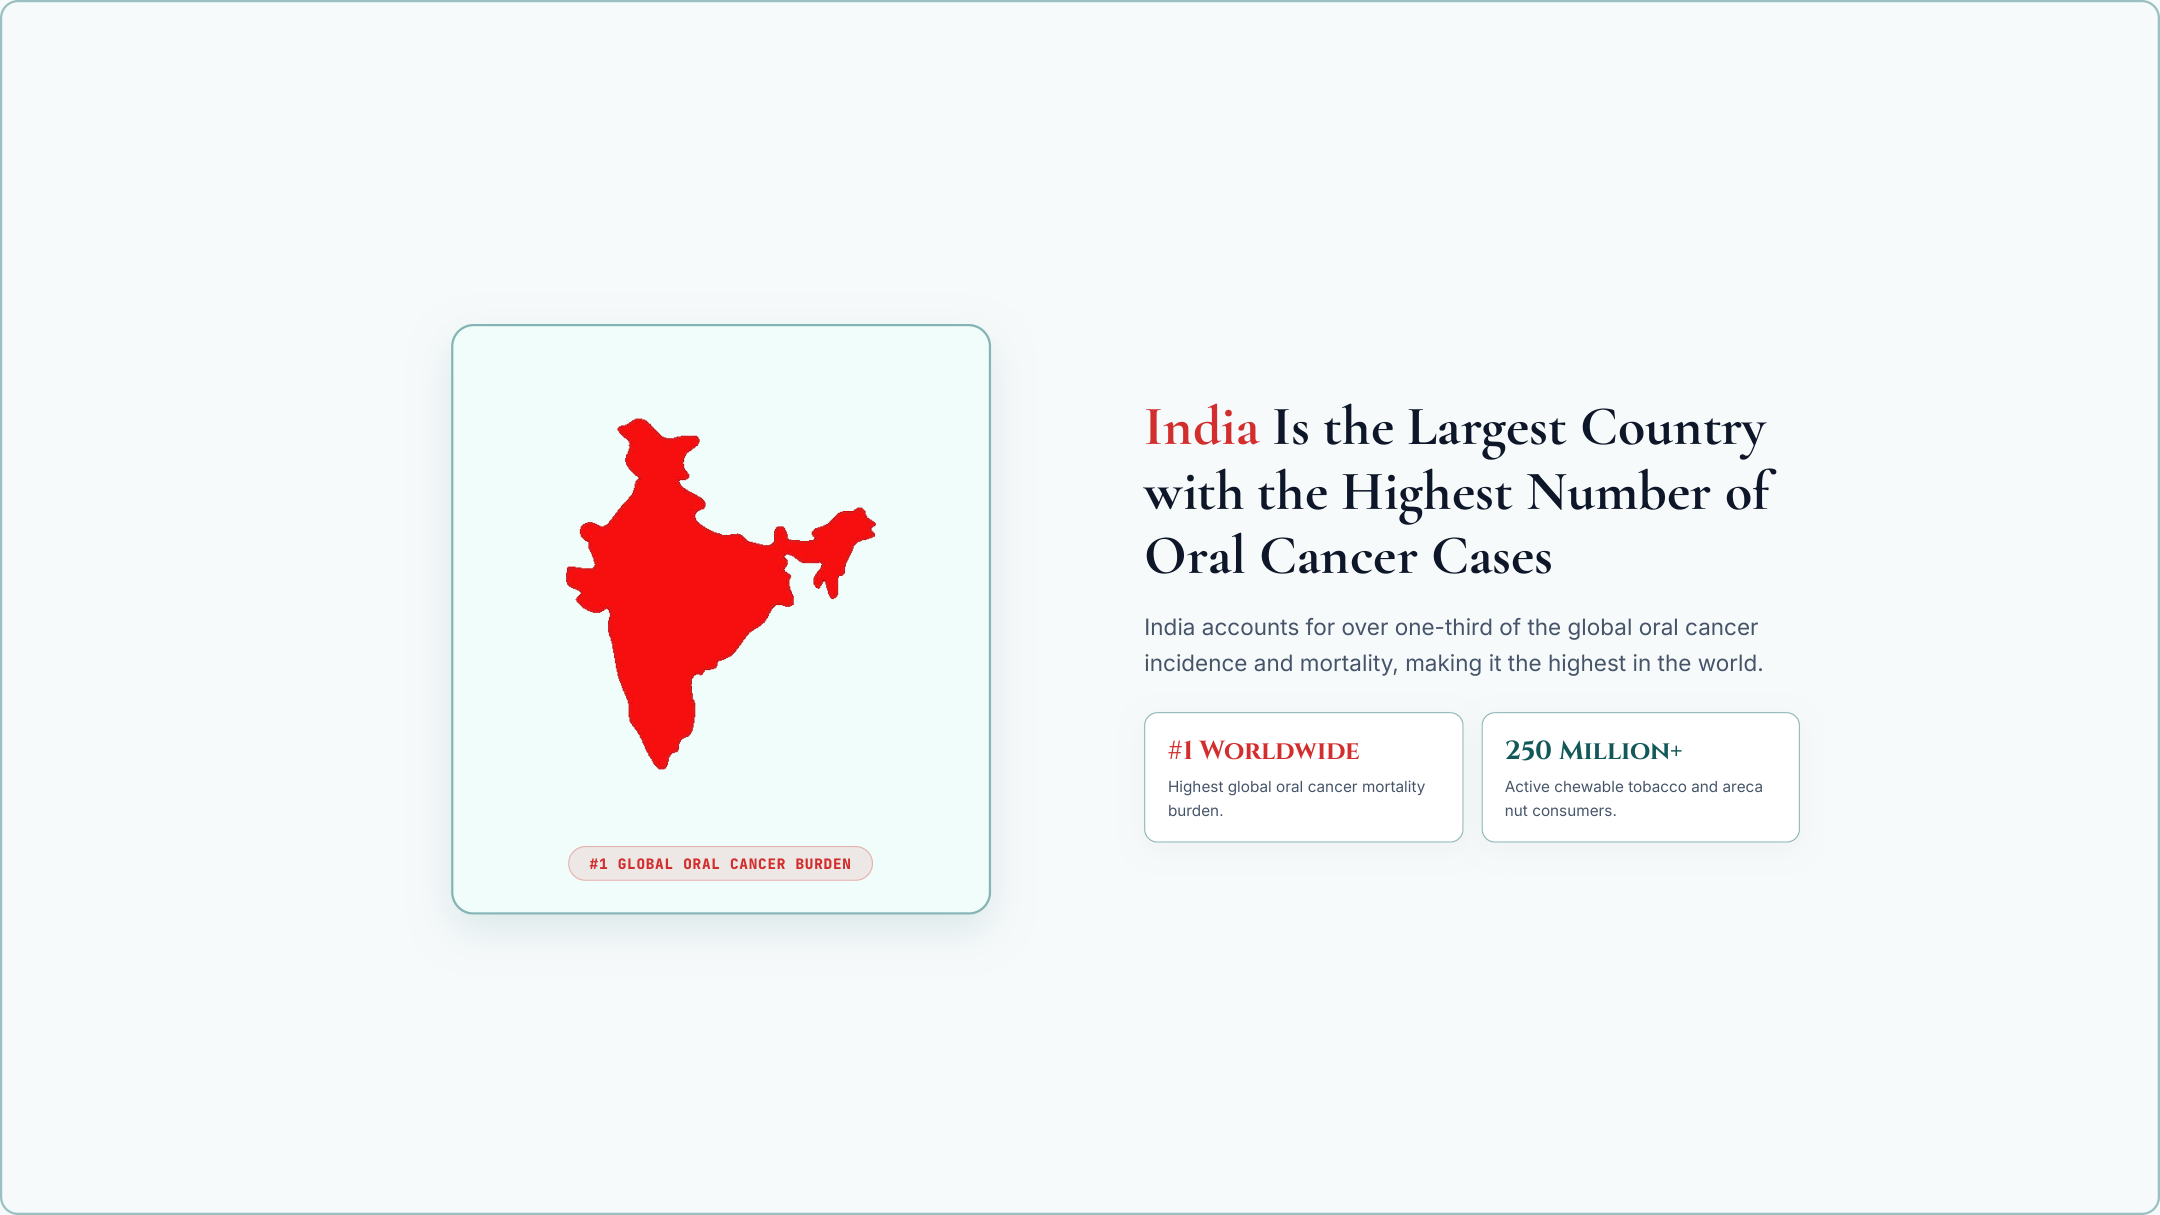 #1 GLOBAL ORAL CANCER BURDEN
India Is the Largest Country
with the Highest Number of
Oral Cancer Cases
India accounts for over one-third of the global oral cancer
incidence and mortality, making it the highest in the world.
#1 Worldwide
Highest global oral cancer mortality
burden.
250 Million+
Active chewable tobacco and areca
nut consumers.